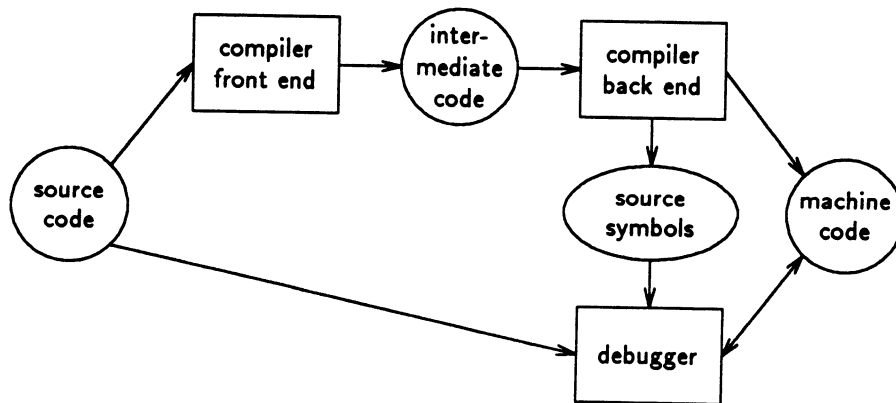 compiler
front end
inter-
mediate
code
compiler
back end
source
code
source
symbols
machine
code
debugger